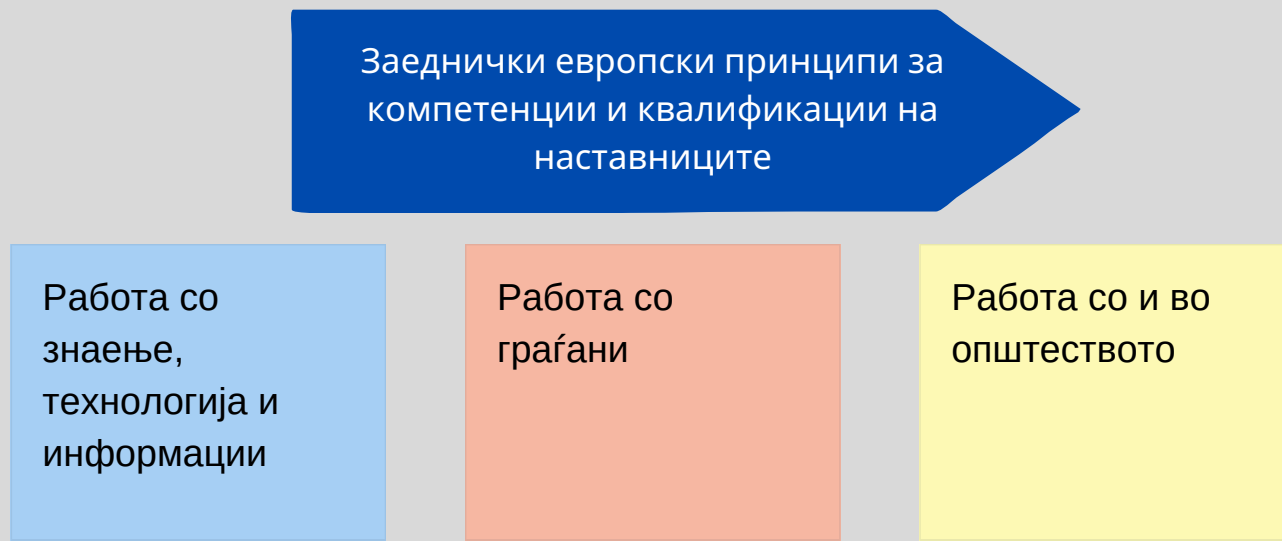 Заеднички европски принципи за
компетенции и квалификации на
наставниците
Работа со
знаење,
технологија и
информации
Работа со
граѓани
Работа со и во
општеството